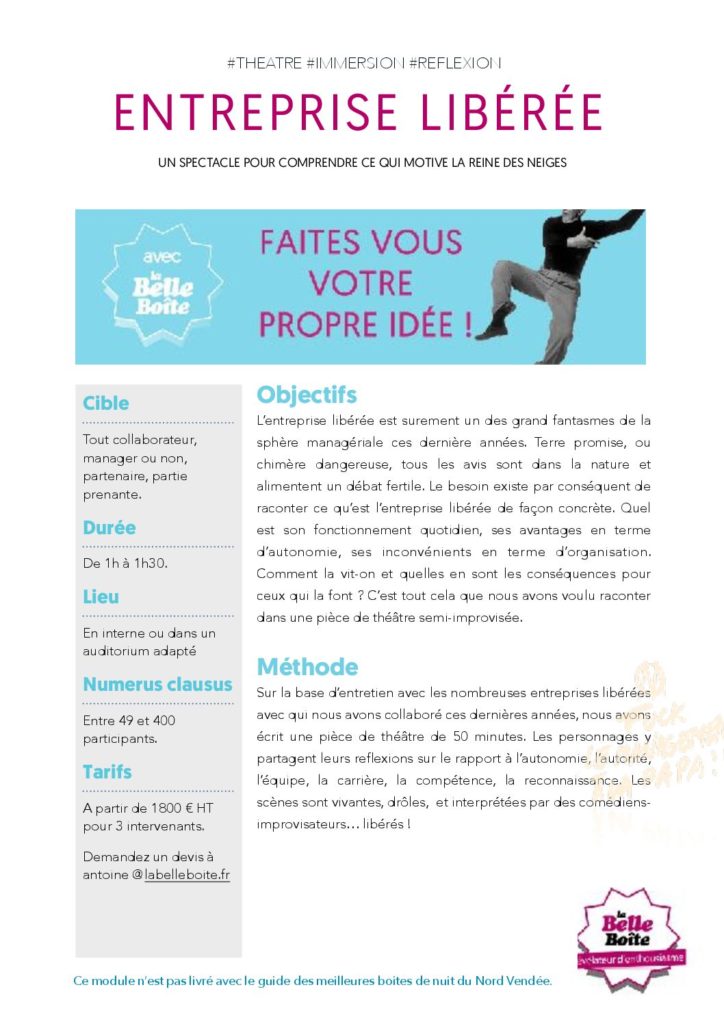 #THEATRE #IMMERSION #REFLEXION
ENTREPRISE LIBÉRÉE
UN SPECTACLE POUR COMPRENDRE CE QUI MOTIVE LA REINE DES NEIGES
avec
la
Belle
Boîte
FAITES VOUS
VOTRE
PROPRE IDÉE !
Cible
Tout collaborateur,
manager ou non,
partenaire, partie
prenante.
Durée
De 1h à 1h30.
Lieu
En interne ou dans un
auditorium adapté
Numerus clausus
Entre 49 et 400
participants.
Tarifs
A partir de 1800 € HT
pour 3 intervenants.
Demandez un devis à
antoine @labelleboite.fr
Objectifs
L’entreprise libérée est surement un des grand fantasmes de la
sphère managériale ces dernière années. Terre promise, ou
chimère dangereuse, tous les avis sont dans la nature et
alimentent un débat fertile. Le besoin existe par conséquent de
raconter ce qu’est l’entreprise libérée de façon concrète. Quel
est son fonctionnement quotidien, ses avantages en terme
d’autonomie, ses inconvénients en terme d’organisation.
Comment la vit-on et quelles en sont les conséquences pour
ceux qui la font ? C’est tout cela que nous avons voulu raconter
dans une pièce de théâtre semi-improvisée.
Méthode
Sur la base d’entretien avec les nombreuses entreprises libérées
avec qui nous avons collaboré ces dernières années, nous avons
écrit une pièce de théâtre de 50 minutes. Les personnages y
partagent leurs reflexions sur le rapport à l’autonomie, l’autorité,
l’équipe, la carrière, la compétence, la reconnaissance. Les
scènes sont vivantes, drôles, et interprétées par des comédiens-
improvisateurs… libérés !
la
Belle
Boîte
d'enthousiasme
Ce module n’est pas livré avec le guide des meilleures boites de nuit du Nord Vendée.